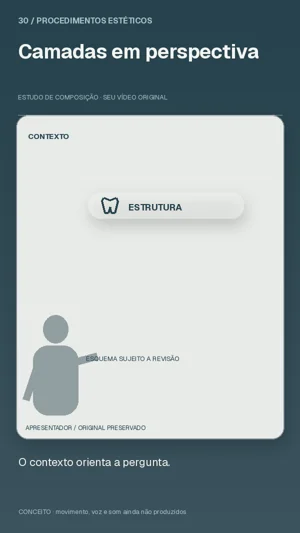 30 / PROCEDIMENTOS ESTÉTICOS
Camadas em perspectiva
ESTUDO DE COMPOSIÇÃO · SEU VÍDEO ORIGINAL
CONTEXTO
ESTRUTURA
ESQUEMA SUJEITO A REVISÃO
APRESENTADOR / ORIGINAL PRESERVADO
O contexto orienta a pergunta.
CONCEITO · movimento, voz e som ainda não produzidos